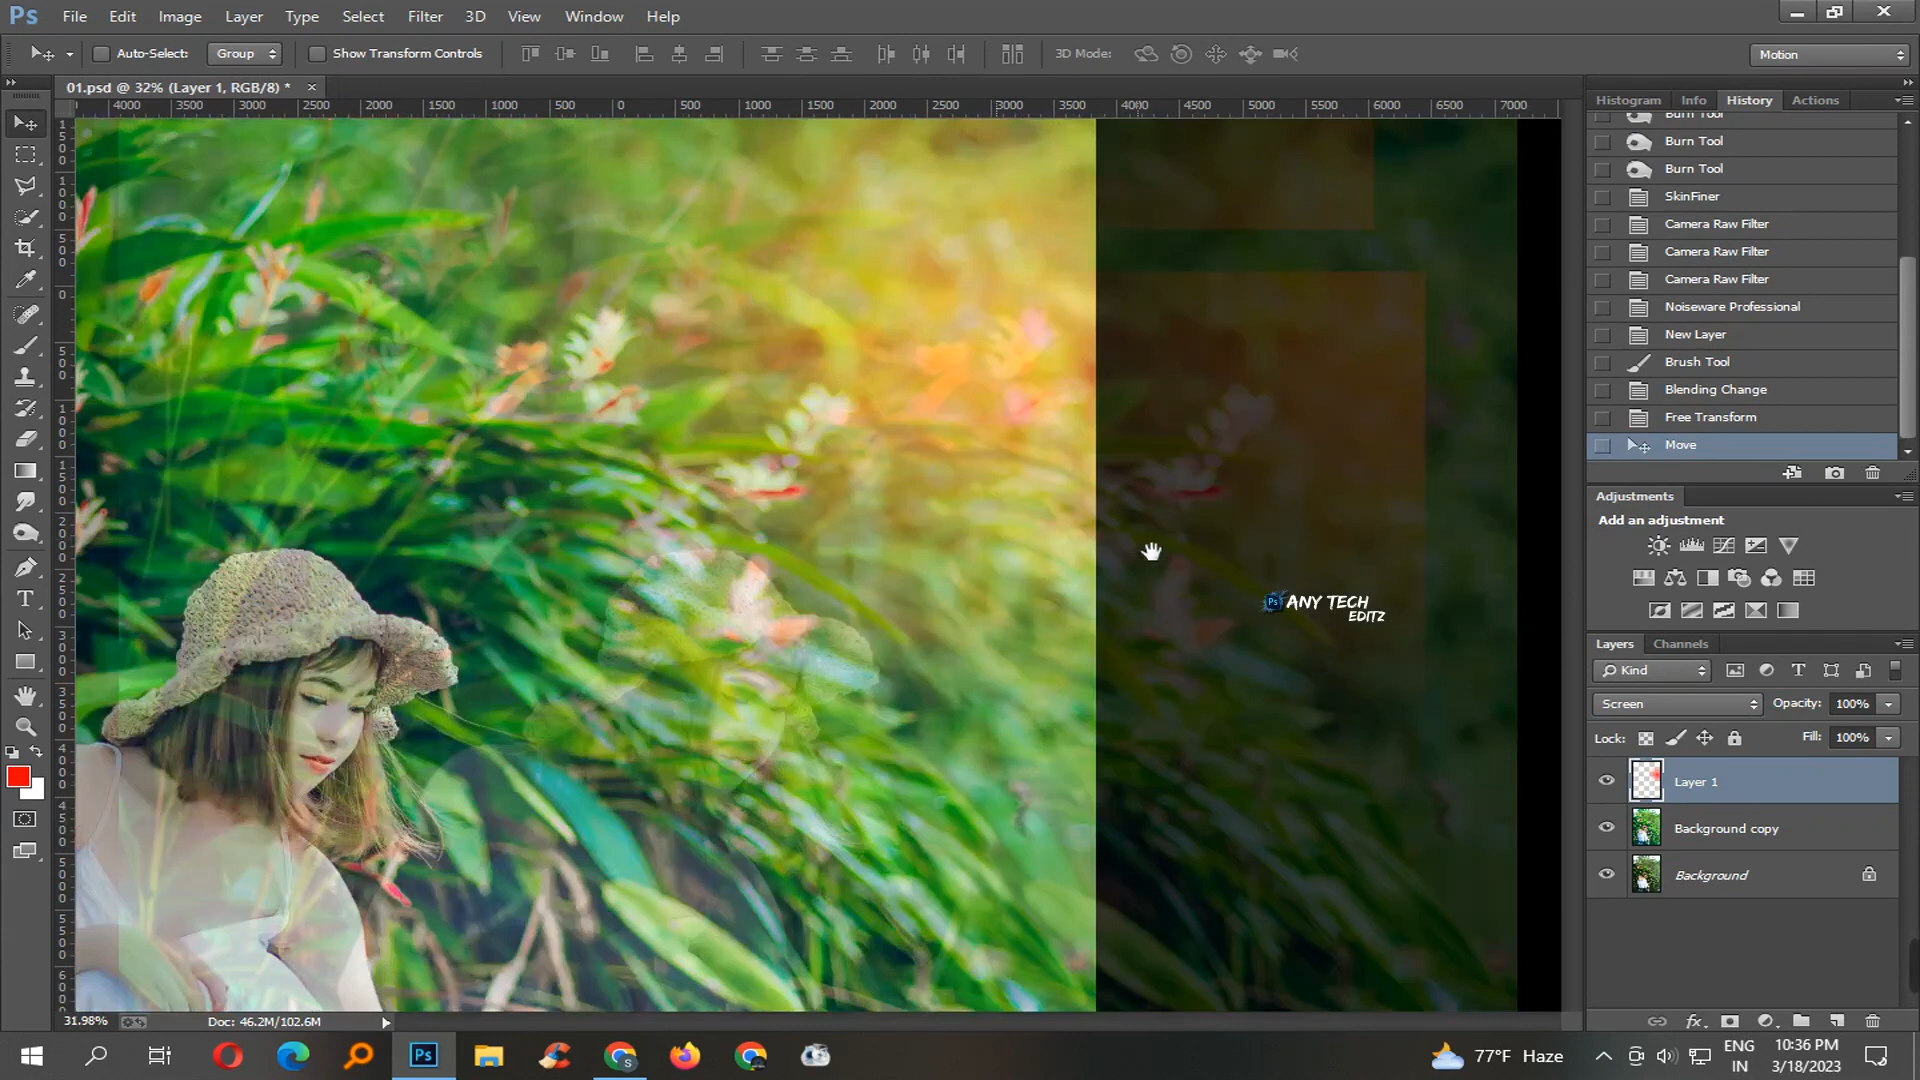 Ps File Edit Image Layer Type Select Filter 3D View Window Help
Auto-Select: Group Show Transform Controls 3D Mode: Motion
01.psd @ 32% (Layer 1, RGB/8) * ×
4000 3500 3000 2500 2000 1500 1000 500 0 500 1000 1500 2000 2500 3000 3500 4000 4500 5000 5500 6000 6500 7000
Histogram Info History Actions
Burn Tool
Burn Tool
Burn Tool
SkinFiner
Camera Raw Filter
Camera Raw Filter
Camera Raw Filter
Noiseware Professional
New Layer
Brush Tool
Blending Change
Free Transform
Move
Adjustments
Add an adjustment
Ps ANY TECH
EDITZ
Layers Channels
Kind
Screen Opacity: 100%
Lock: Fill: 100%
Layer 1
Background copy
Background
31.98% Doc: 46.2M/102.6M
77°F Haze
ENG
IN
10:36 PM
3/18/2023